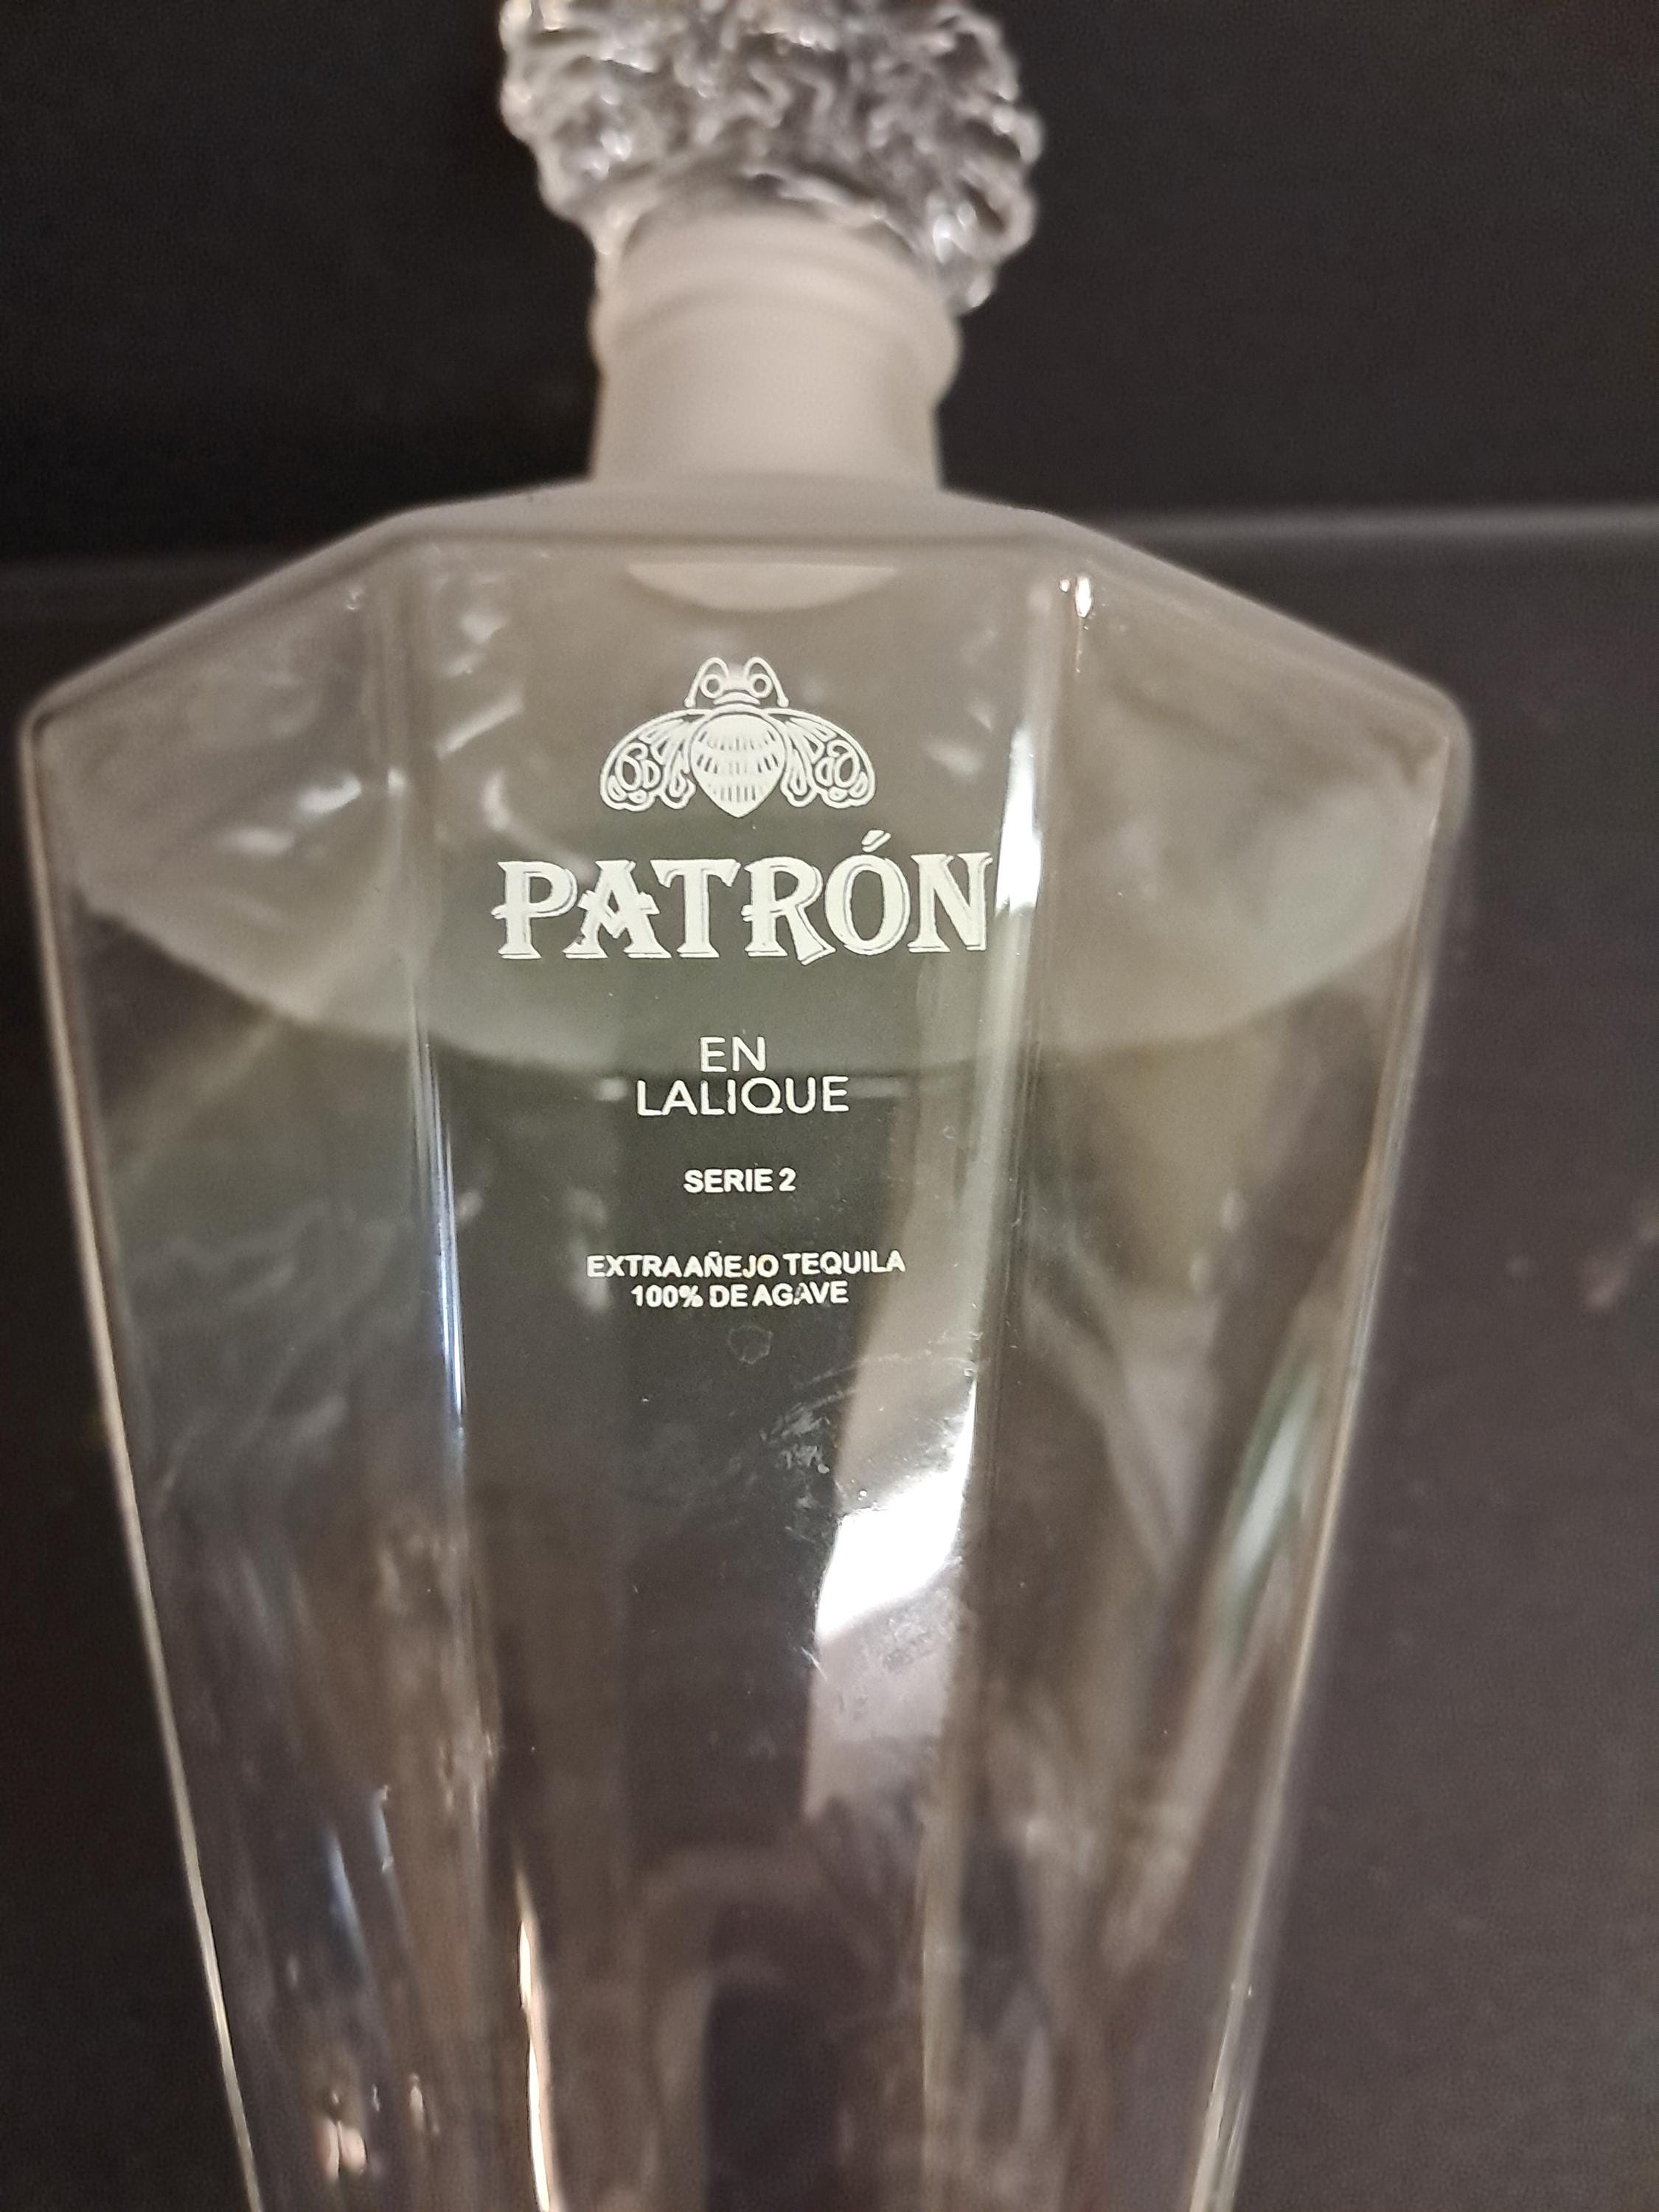 PATRÓN
EN
LALIQUE
SERIE 2
EXTRA AÑEJO TEQUILA
100% DE AGAVE